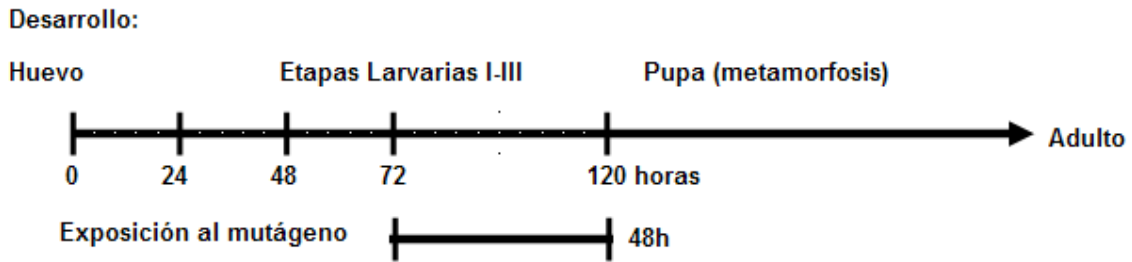 Desarrollo:
Huevo Etapas Larvarias I-III Pupa (metamorfosis)
Adulto
0 24 48 72 120 horas
Exposición al mutágeno 48h